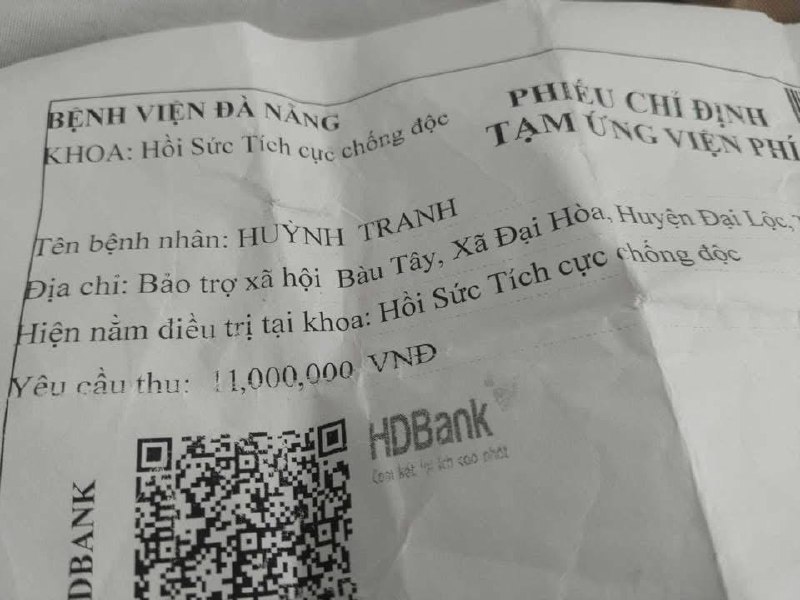 BỆNH VIỆN ĐÀ NẴNG
KHOA: Hồi Sức Tích cực chống độc
PHIẾU CHỈ ĐỊNH
TẠM ỨNG VIỆN PHÍ
Tên bệnh nhân: HUỲNH TRANH
Địa chỉ: Bảo trợ xã hội Bàu Tây, Xã Đại Hòa, Huyện Đại Lộc,
Hiện nằm điều trị tại khoa: Hồi Sức Tích cực chống độc
Yêu cầu thu: 11,000,000 VNĐ
HDBank
DBANK